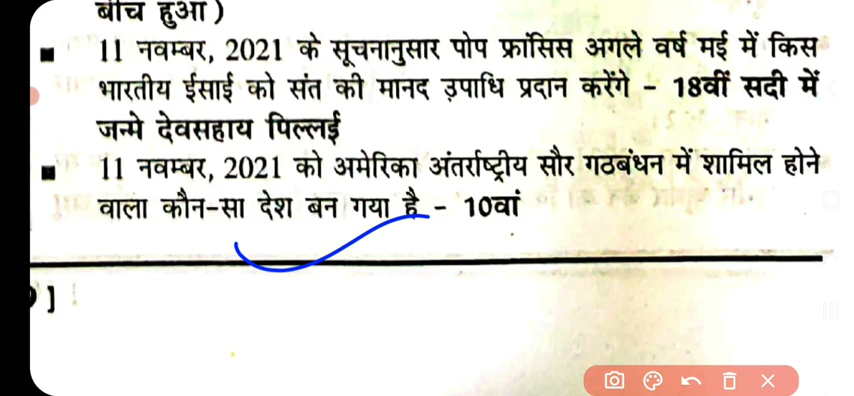 बीच हुआ)
■ 11 नवम्बर, 2021 के सूचनानुसार पोप फ्रांसिस अगले वर्ष मई में किस
भारतीय ईसाई को संत की मानद उपाधि प्रदान करेंगे - 18वीं सदी में
जन्मे देवसहाय पिल्लई
■ 11 नवम्बर, 2021 को अमेरिका अंतर्राष्ट्रीय सौर गठबंधन में शामिल होने
वाला कौन-सा देश बन गया है - 10वां
]